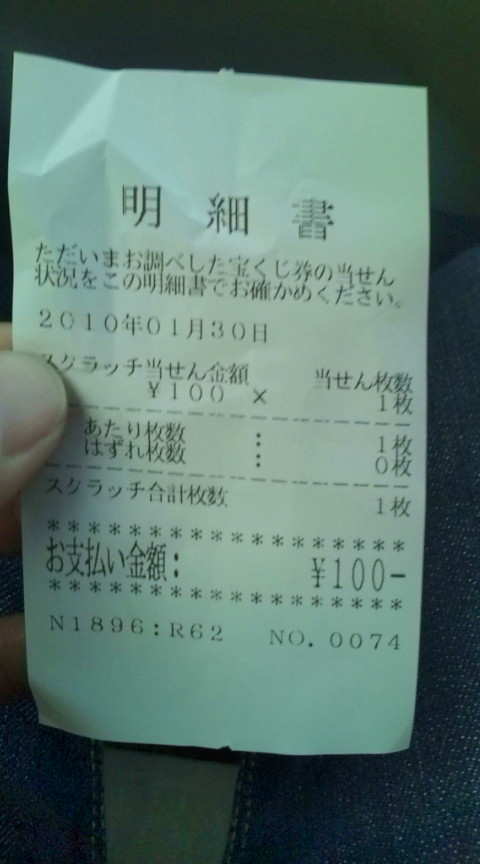 明細書
ただいまお調べした宝くじ券の当せん
状況をこの明細書でお確かめください。
2010年01月30日
スクラッチ当せん金額 当せん枚数
¥100 × 1枚
あたり枚数 : 1枚
はずれ枚数 : 0枚
スクラッチ合計枚数 1枚
******************
お支払い金額: ¥100-
******************
N1896:R62 NO.0074